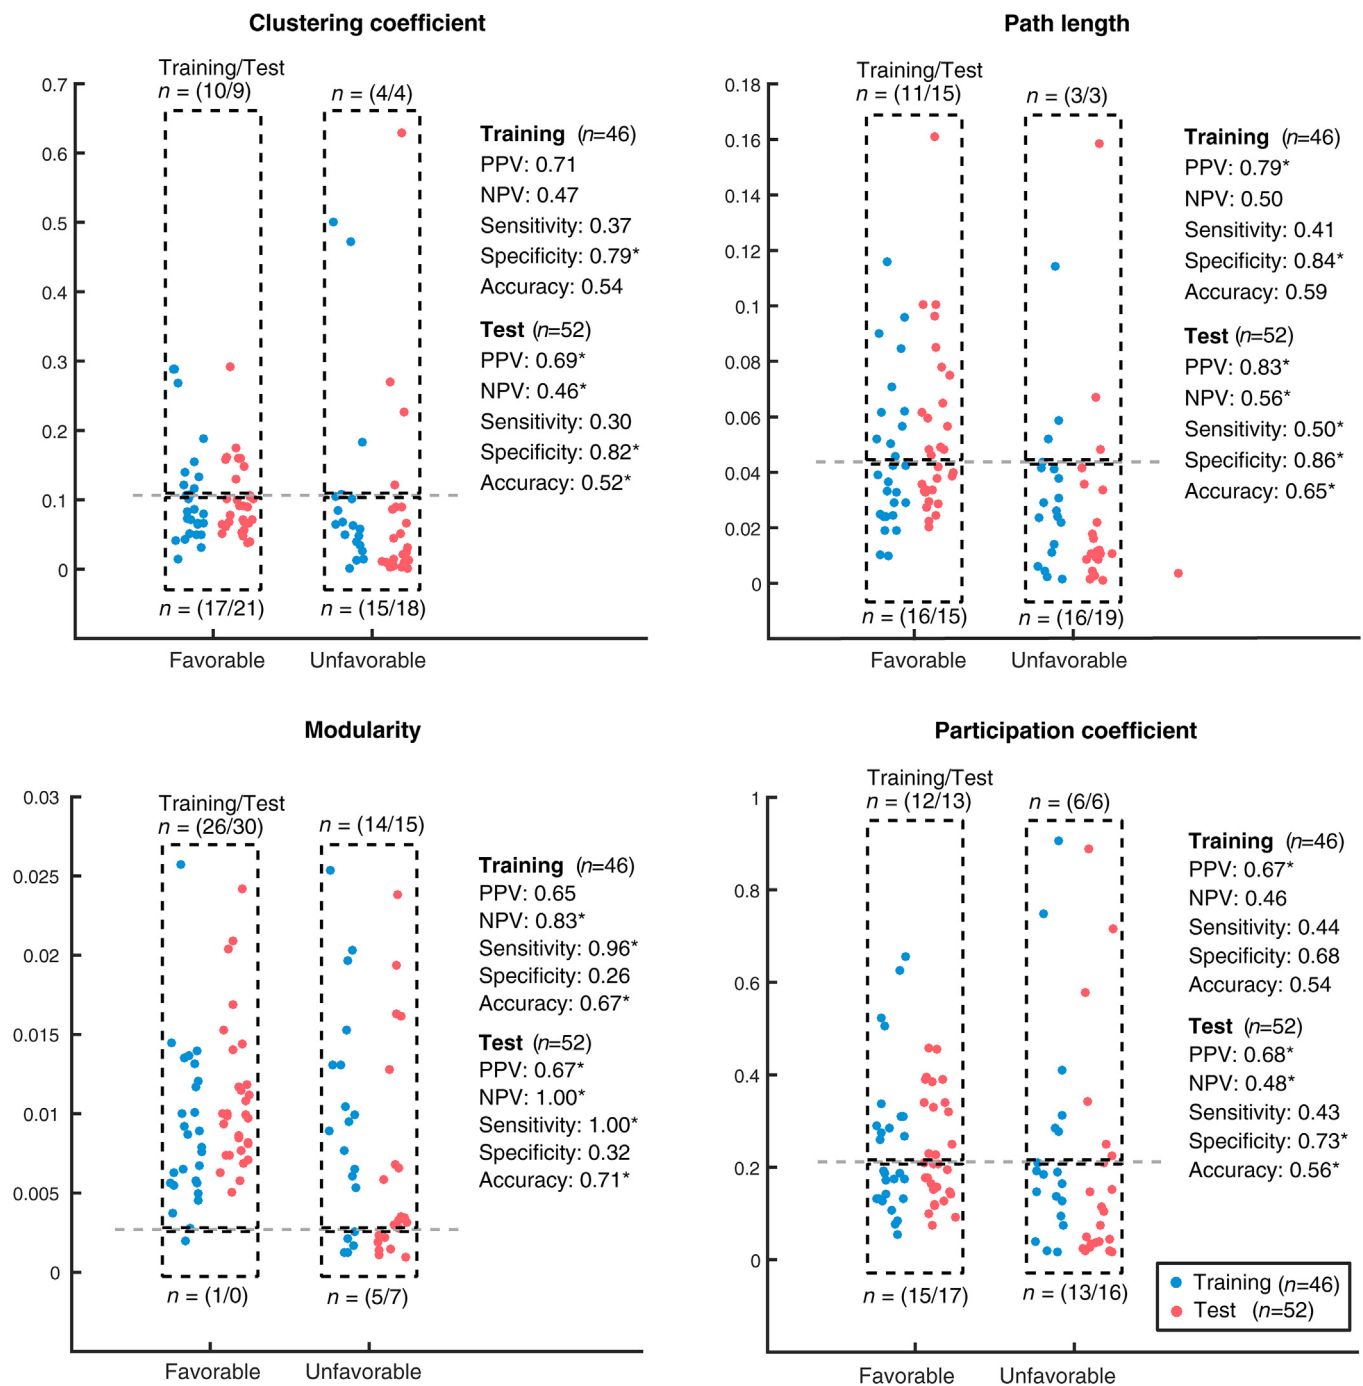 Clustering coefficient
Training/Test
n = (10/9)
n = (4/4)
0.7
0.6
0.5
0.4
0.3
0.2
0.1
0
Training (n=46)
PPV: 0.71
NPV: 0.47
Sensitivity: 0.37
Specificity: 0.79*
Accuracy: 0.54
Test (n=52)
PPV: 0.69*
NPV: 0.46*
Sensitivity: 0.30
Specificity: 0.82*
Accuracy: 0.52*
n = (17/21)
n = (15/18)
Favorable
Unfavorable
Path length
Training/Test
n = (11/15)
n = (3/3)
0.18
0.16
0.14
0.12
0.1
0.08
0.06
0.04
0.02
0
Training (n=46)
PPV: 0.79*
NPV: 0.50
Sensitivity: 0.41
Specificity: 0.84*
Accuracy: 0.59
Test (n=52)
PPV: 0.83*
NPV: 0.56*
Sensitivity: 0.50*
Specificity: 0.86*
Accuracy: 0.65*
n = (16/15)
n = (16/19)
Favorable
Unfavorable
Modularity
Training/Test
n = (26/30)
n = (14/15)
0.03
0.025
0.02
0.015
0.01
0.005
0
Training (n=46)
PPV: 0.65
NPV: 0.83*
Sensitivity: 0.96*
Specificity: 0.26
Accuracy: 0.67*
Test (n=52)
PPV: 0.67*
NPV: 1.00*
Sensitivity: 1.00*
Specificity: 0.32
Accuracy: 0.71*
n = (1/0)
n = (5/7)
Favorable
Unfavorable
Participation coefficient
Training/Test
n = (12/13)
n = (6/6)
1
0.8
0.6
0.4
0.2
0
Training (n=46)
PPV: 0.67*
NPV: 0.46
Sensitivity: 0.44
Specificity: 0.68
Accuracy: 0.54
Test (n=52)
PPV: 0.68*
NPV: 0.48*
Sensitivity: 0.43
Specificity: 0.73*
Accuracy: 0.56*
n = (15/17)
n = (13/16)
Favorable
Unfavorable
Training (n=46)
Test (n=52)